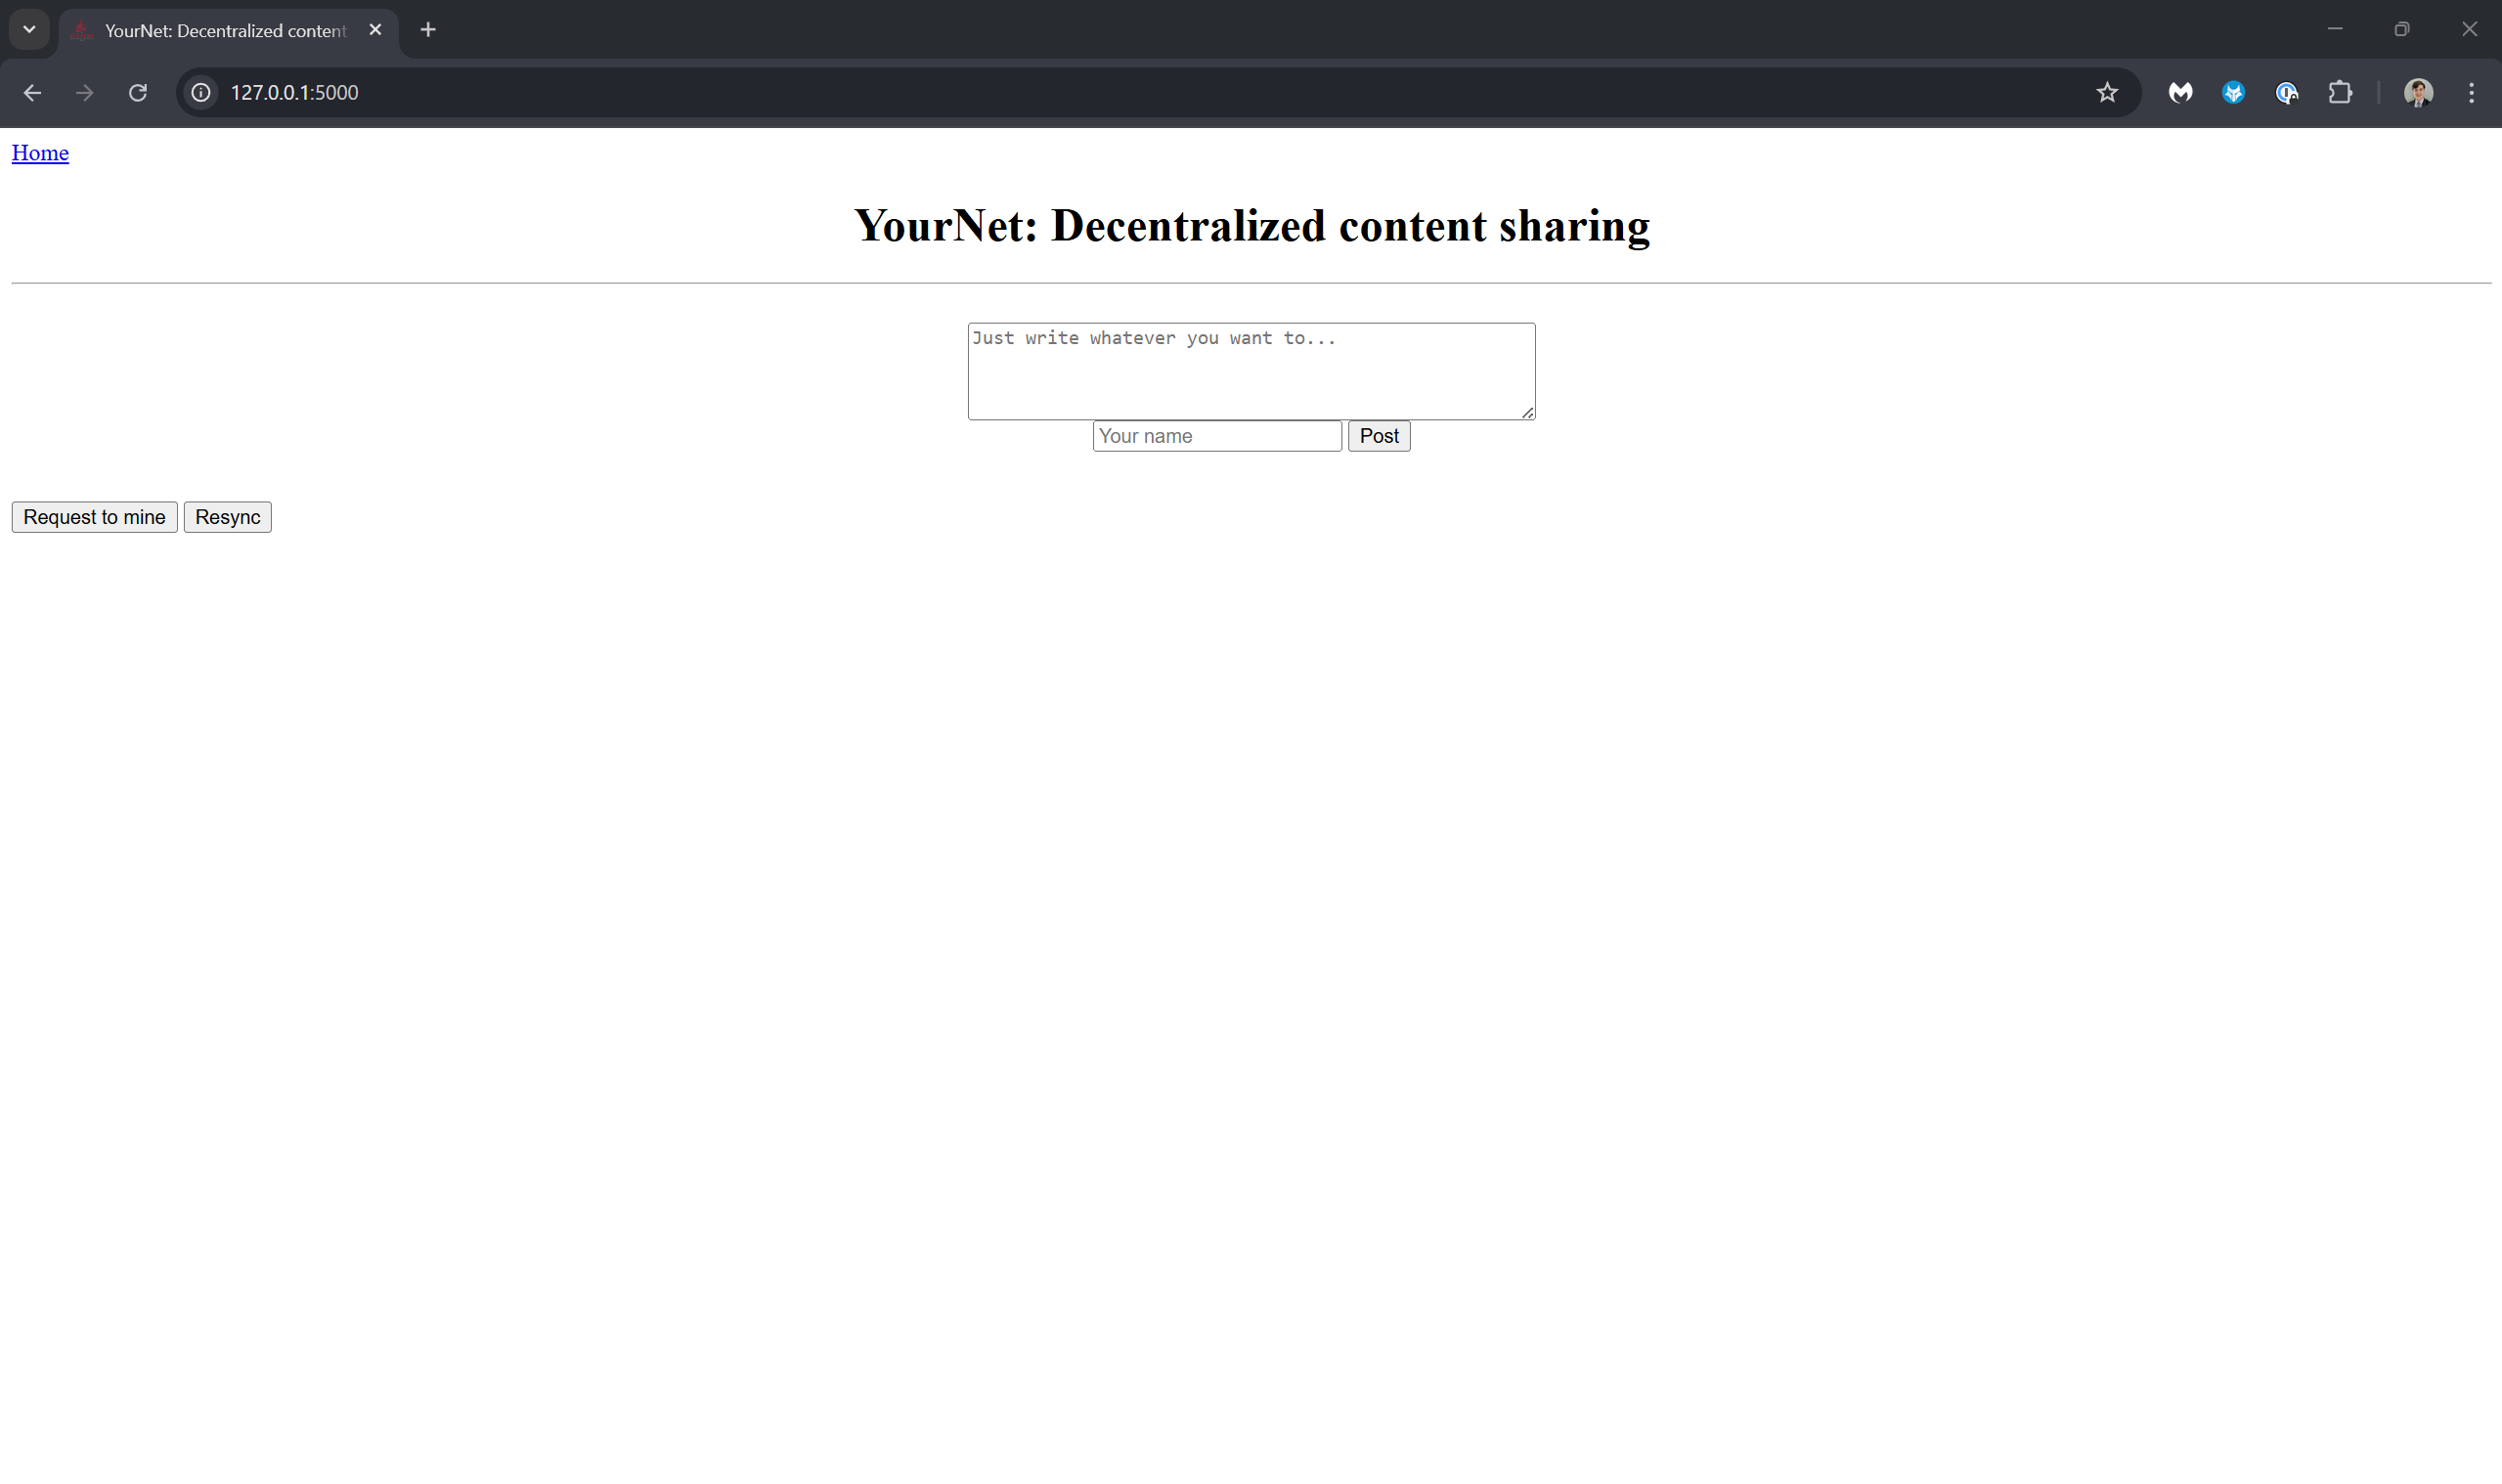 YourNet: Decentralized content
127.0.0.1:5000
Home
YourNet: Decentralized content sharing
Just write whatever you want to...
Your name Post
Request to mine Resync